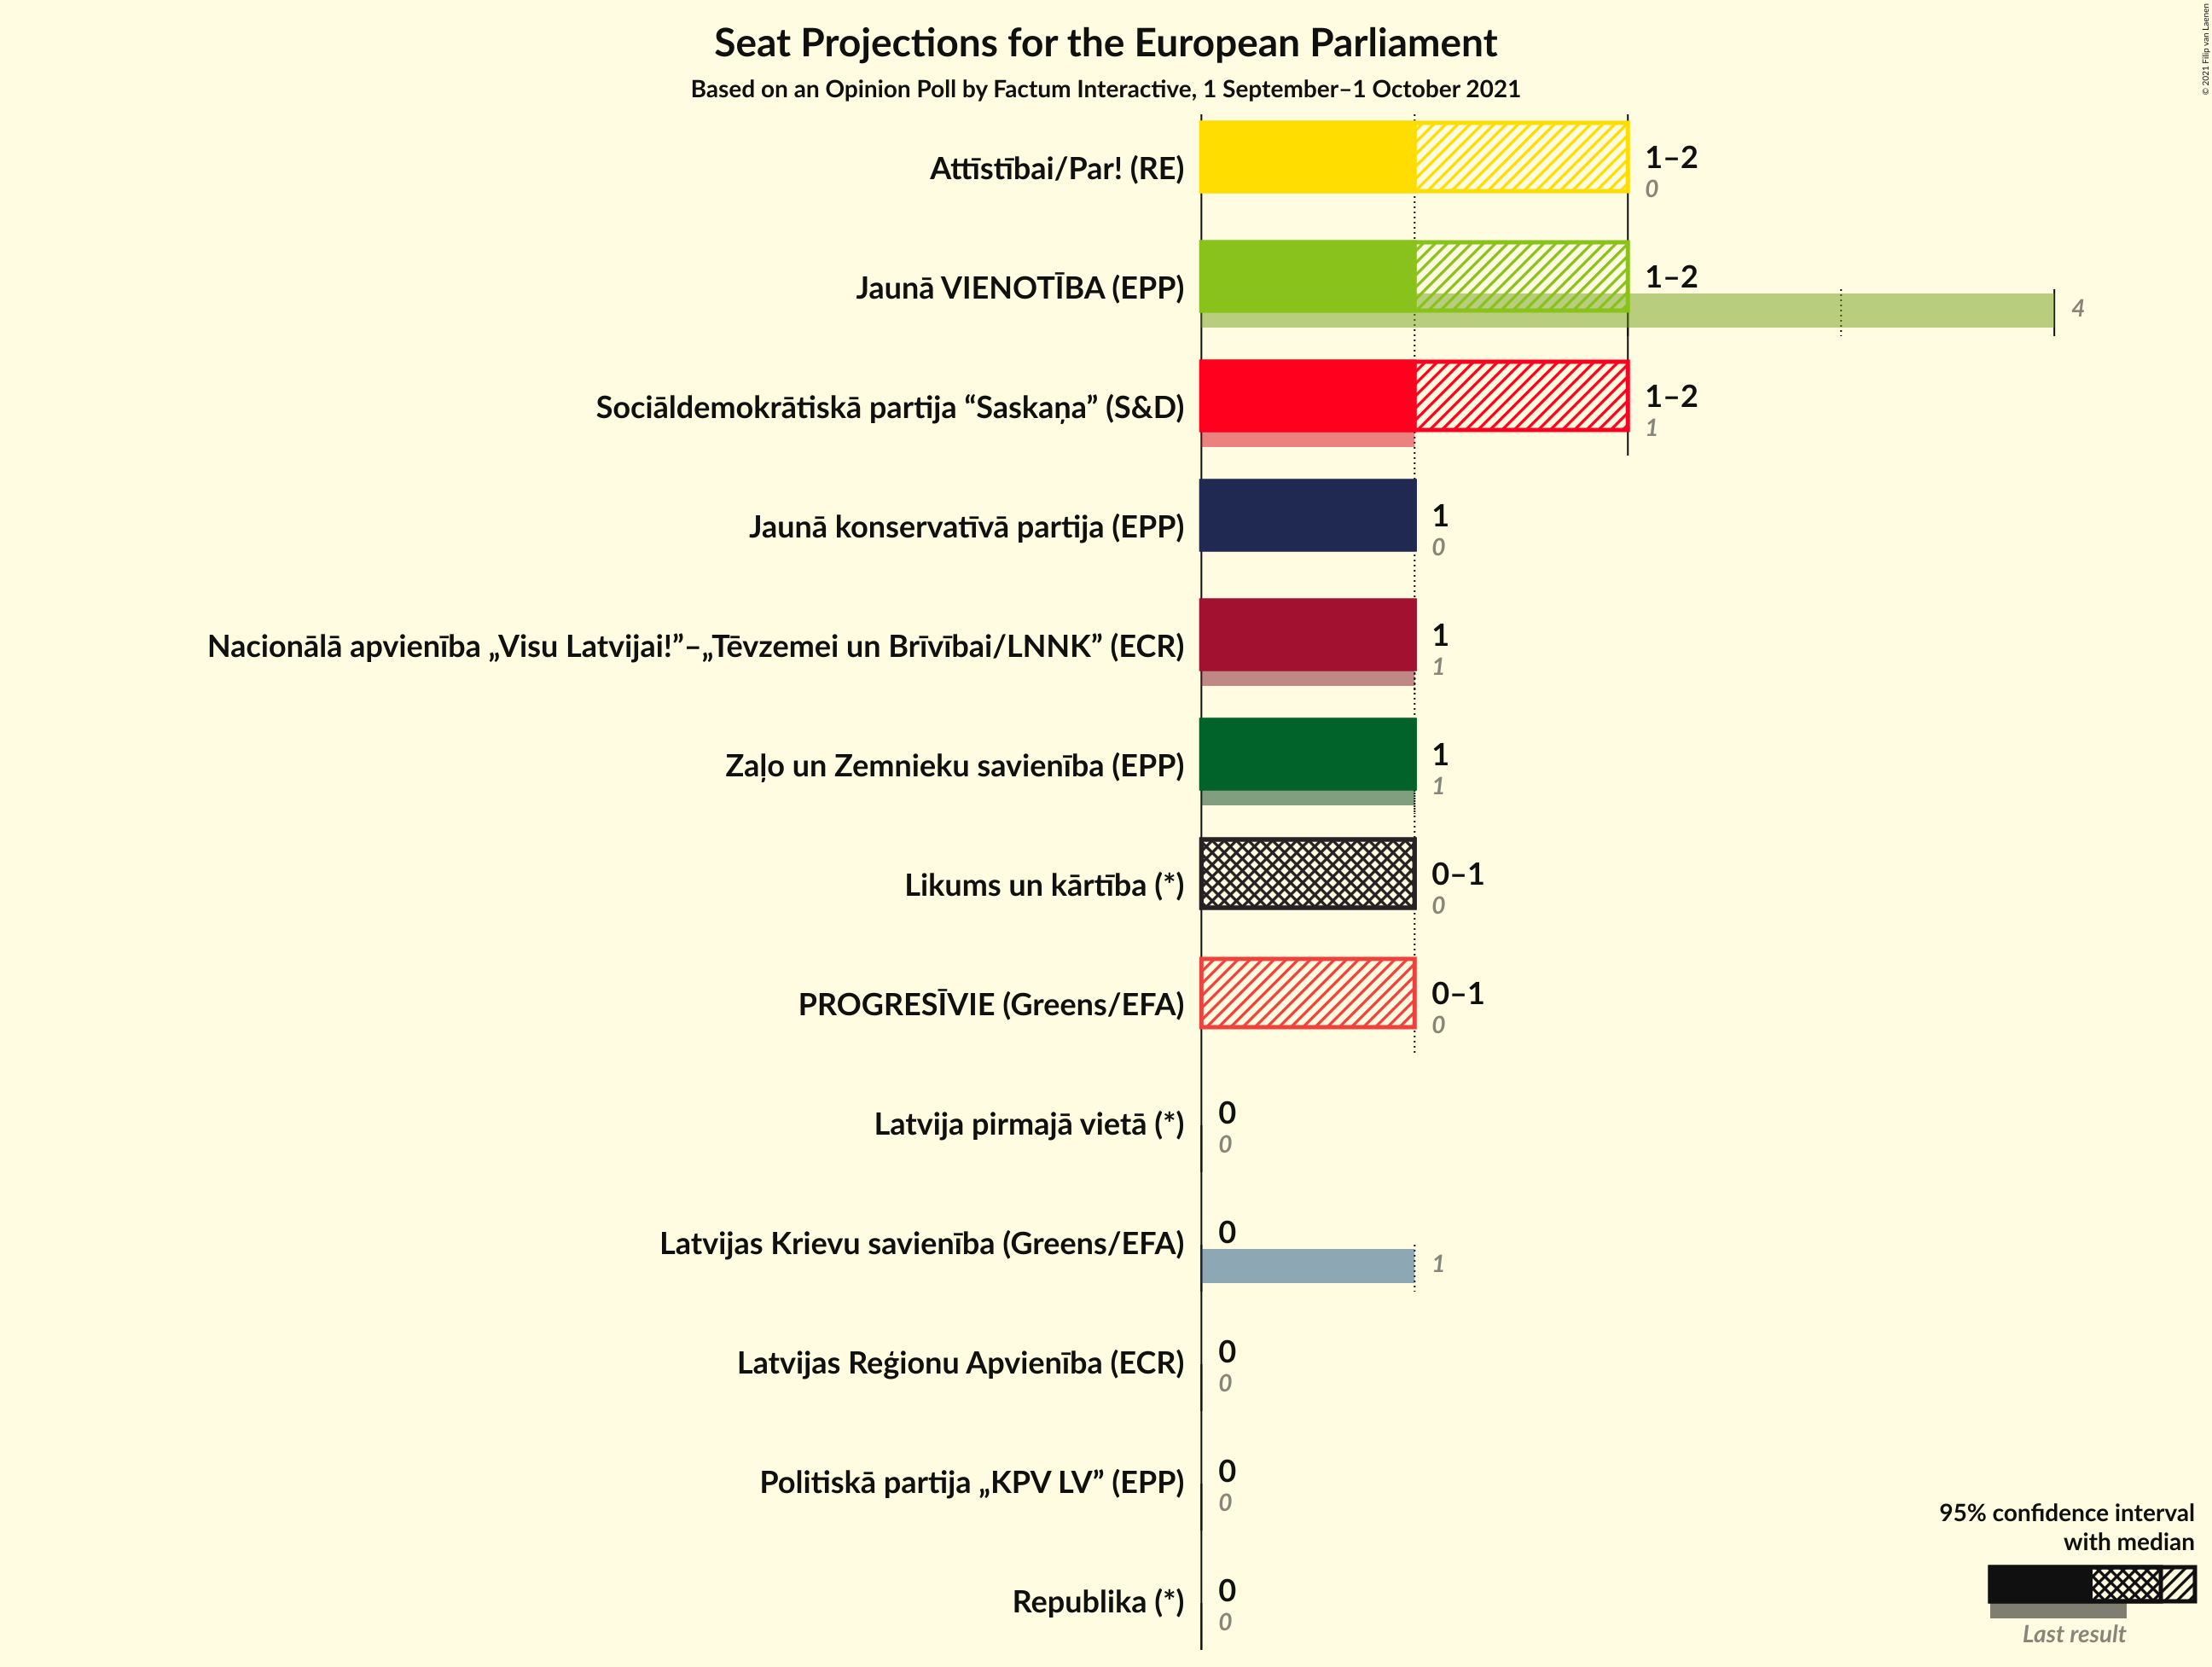 Seat Projections for the European Parliament
Based on an Opinion Poll by Factum Interactive, 1 September–1 October 2021
© 2021 Filip van Laenen
Attīstībai/Par! (RE)
1–2
0
Jaunā VIENOTĪBA (EPP)
1–2
4
Sociāldemokrātiskā partija “Saskaņa” (S&D)
1–2
1
Jaunā konservatīvā partija (EPP)
1
0
Nacionālā apvienība „Visu Latvijai!”–„Tēvzemei un Brīvībai/LNNK” (ECR)
1
1
Zaļo un Zemnieku savienība (EPP)
1
1
Likums un kārtība (*)
0–1
0
PROGRESĪVIE (Greens/EFA)
0–1
0
Latvija pirmajā vietā (*)
0
0
Latvijas Krievu savienība (Greens/EFA)
0
1
Latvijas Reģionu Apvienība (ECR)
0
0
Politiskā partija „KPV LV” (EPP)
0
0
Republika (*)
0
0
95% confidence interval
with median
Last result